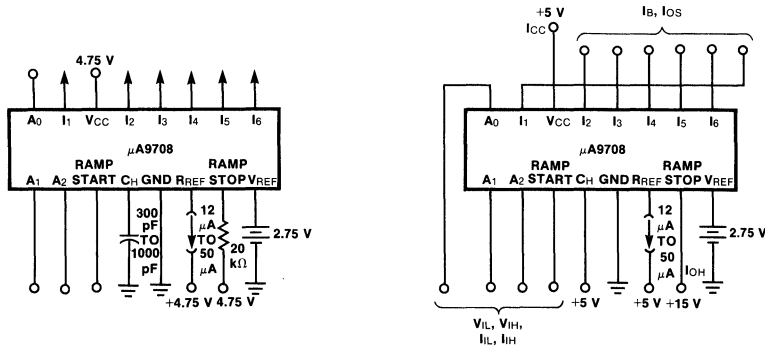 4.75 V
A0 I1 VCC I2 I3 I4 I5 I6
μA9708
RAMP RAMP
A1 A2 START CH GND RREF STOP VREF
300
pF
TO
1000
pF
12
μA
TO
50
μA
20
kΩ
2.75 V
+4.75 V 4.75 V
+5 V
ICC
IB, IOS
A0 I1 VCC I2 I3 I4 I5 I6
μA9708
RAMP RAMP
A1 A2 START CH GND RREF STOP VREF
12
μA
TO
50
μA
2.75 V
IOH
+5 V +5 V +15 V
VIL, VIH,
IIL, IIH